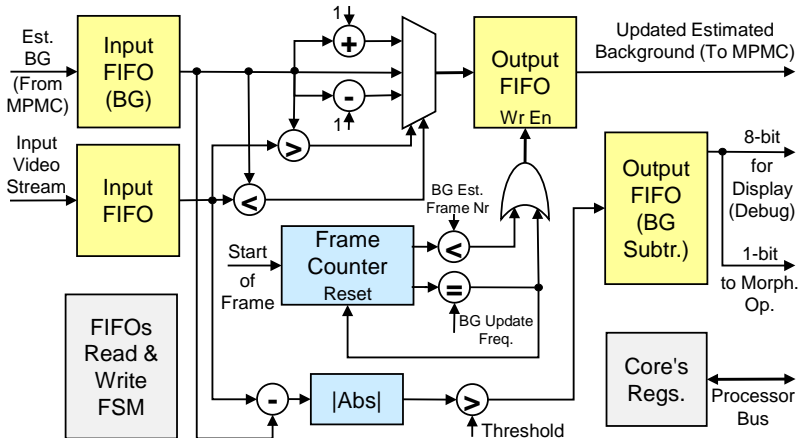 Est.
BG
(From
MPMC)
Input
FIFO
(BG)
1
+
-
1
Output
FIFO
Wr En
Updated Estimated
Background (To MPMC)
Input
Video
Stream
Input
FIFO
>
<
BG Est.
Frame Nr
<
Start
of
Frame
Frame
Counter
Reset
=
BG Update
Freq.
Output
FIFO
(BG
Subtr.)
8-bit
for
Display
(Debug)
1-bit
to Morph.
Op.
FIFOs
Read &
Write
FSM
-
|Abs|
>
Threshold
Core's
Regs.
Processor
Bus